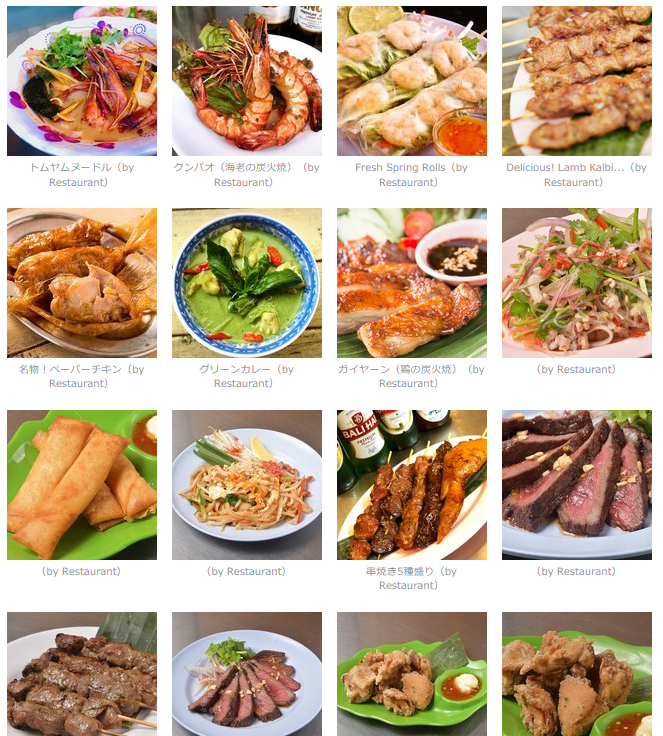 トムヤムヌードル（by
Restaurant）
クンパオ（海老の炭火焼）（by
Restaurant）
Fresh Spring Rolls（by
Restaurant）
Delicious! Lamb Kalbi...（by
Restaurant）
名物！ペーパーチキン（by
Restaurant）
グリーンカレー（by
Restaurant）
ガイヤーン（鶏の炭火焼）（by
Restaurant）
（by Restaurant）
（by Restaurant）
（by Restaurant）
BALI HAI
PREMIUM
串焼き5種盛り（by
Restaurant）
（by Restaurant）